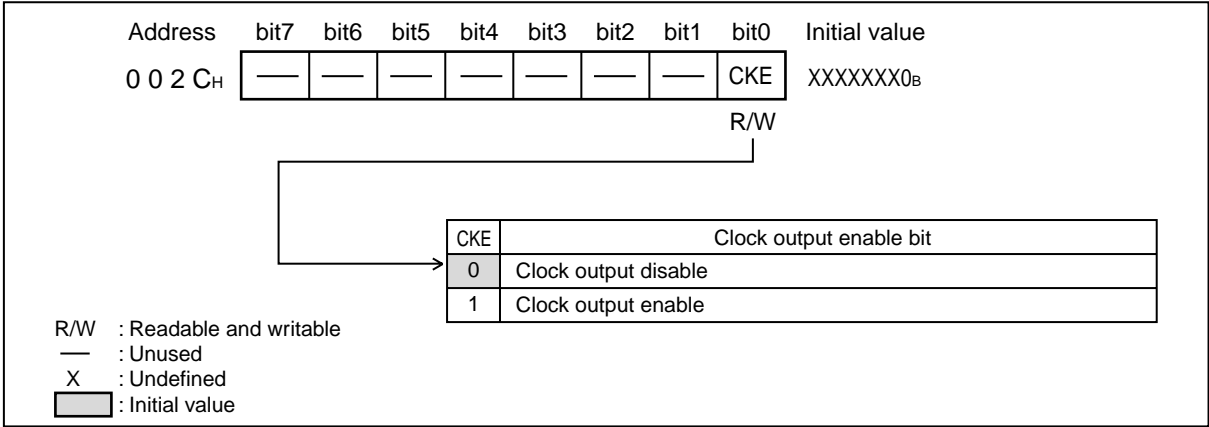 Address bit7 bit6 bit5 bit4 bit3 bit2 bit1 bit0 Initial value
0 0 2 CH — — — — — — — CKE XXXXXXX0B
R/W
CKE Clock output enable bit
0 Clock output disable
1 Clock output enable
R/W : Readable and writable
— : Unused
X : Undefined
: Initial value